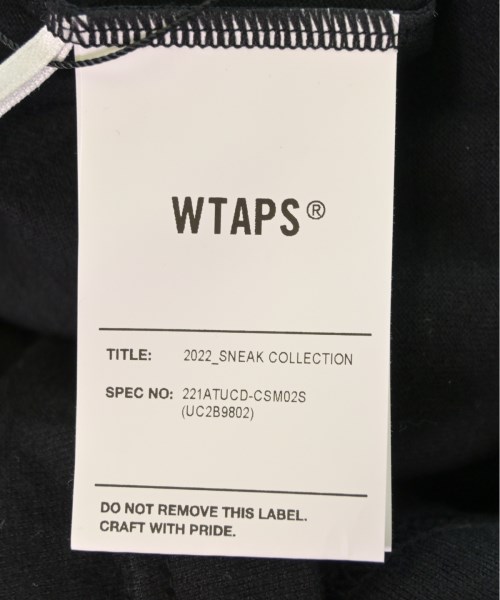 WTAPS®
TITLE: 2022_SNEAK COLLECTION
SPEC NO: 221ATUCD-CSM02S
(UC2B9802)
DO NOT REMOVE THIS LABEL.
CRAFT WITH PRIDE.